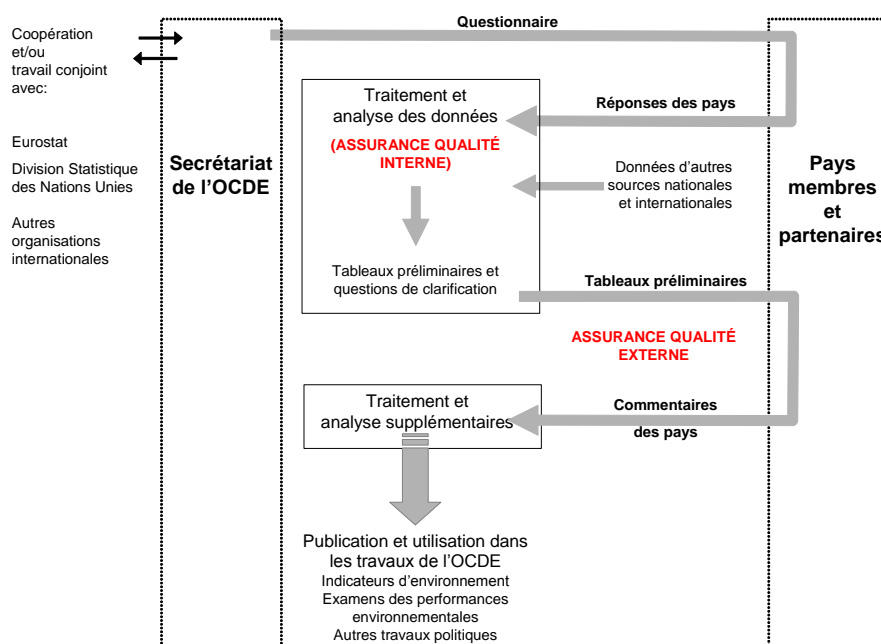 Coopération
et/ou
travail conjoint
avec:
Eurostat
Division Statistique
des Nations Unies
Autres
organisations
internationales
Secrétariat
de l'OCDE
Questionnaire
Traitement et
analyse des données
(ASSURANCE QUALITÉ
INTERNE)
Tableaux préliminaires et
questions de clarification
Réponses des pays
Données d'autres
sources nationales
et internationales
Pays
membres
et
partenaires
Tableaux préliminaires
ASSURANCE QUALITÉ
EXTERNE
Traitement et
analyse supplémentaires
Commentaires
des pays
Publication et utilisation dans
les travaux de l'OCDE
Indicateurs d'environnement
Examens des performances
environnementales
Autres travaux politiques